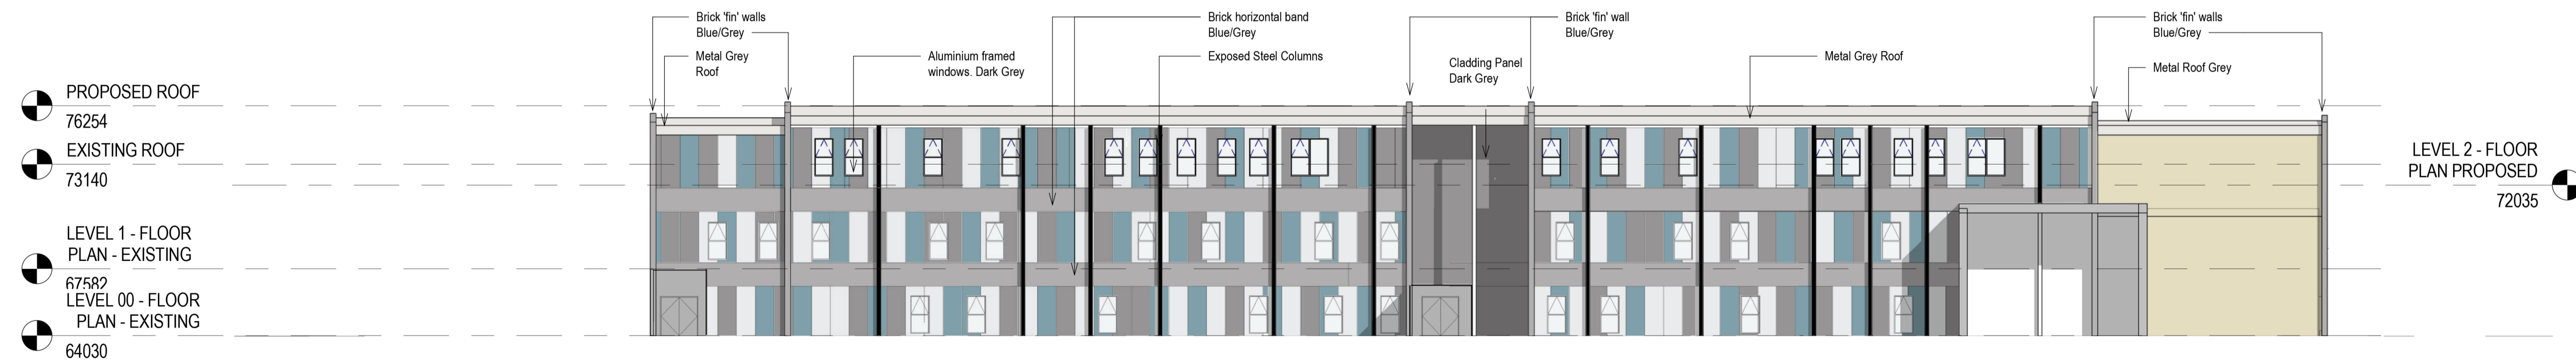 Brick 'fin' walls
Blue/Grey
Metal Grey
Roof
Aluminium framed
windows. Dark Grey
Brick horizontal band
Blue/Grey
Exposed Steel Columns
Cladding Panel
Dark Grey
Brick 'fin' wall
Blue/Grey
Metal Grey Roof
Brick 'fin' walls
Blue/Grey
Metal Roof Grey
PROPOSED ROOF
76254
EXISTING ROOF
73140
LEVEL 1 - FLOOR
PLAN - EXISTING
67582
LEVEL 00 - FLOOR
PLAN - EXISTING
64030
LEVEL 2 - FLOOR
PLAN PROPOSED
72035